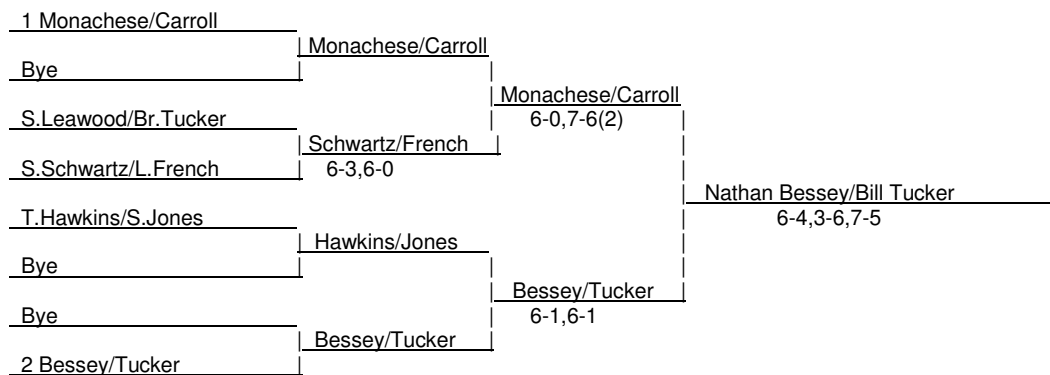 1 Monachese/Carroll
Monachese/Carroll
Bye
Monachese/Carroll
S.Leawood/Br.Tucker
6-0,7-6(2)
Schwartz/French
S.Schwartz/L.French
6-3,6-0
Nathan Bessey/Bill Tucker
T.Hawkins/S.Jones
6-4,3-6,7-5
Hawkins/Jones
Bye
Bessey/Tucker
Bye
6-1,6-1
Bessey/Tucker
2 Bessey/Tucker